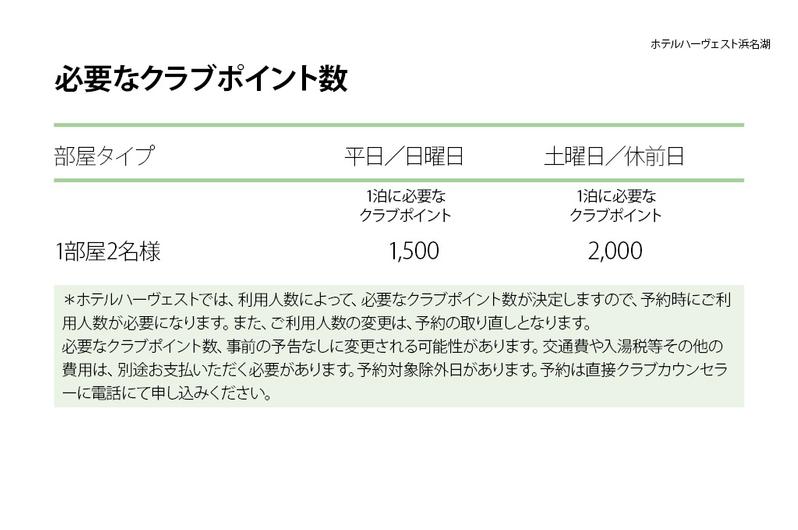 ホテルハーヴェスト浜名湖
必要なクラブポイント数
部屋タイプ 平日／日曜日 土曜日／休前日
1泊に必要な 1泊に必要な
クラブポイント クラブポイント
1部屋2名様 1,500 2,000
＊ホテルハーヴェストでは、利用人数によって、必要なクラブポイント数が決定しますので、予約時にご利
用人数が必要になります。また、ご利用人数の変更は、予約の取り直しとなります。
必要なクラブポイント数、事前の予告なしに変更される可能性があります。交通費や入湯税等その他の
費用は、別途お支払いただく必要があります。予約対象除外日があります。予約は直接クラブカウンセラ
ーに電話にて申し込みください。